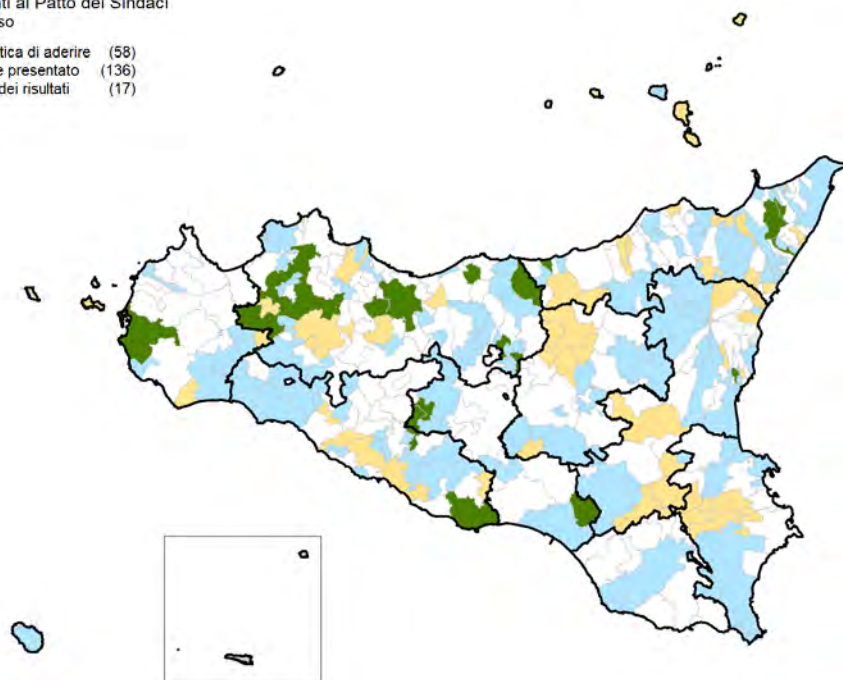 ti al Patto dei Sindaci
so
tica di aderire (58)
e presentato (136)
dei risultati (17)